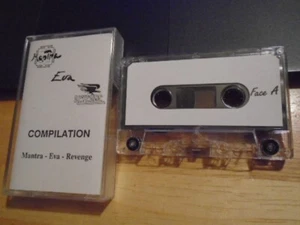 Mantra
Eva
COMPILATION
Mantra - Eva - Revenge
Face A